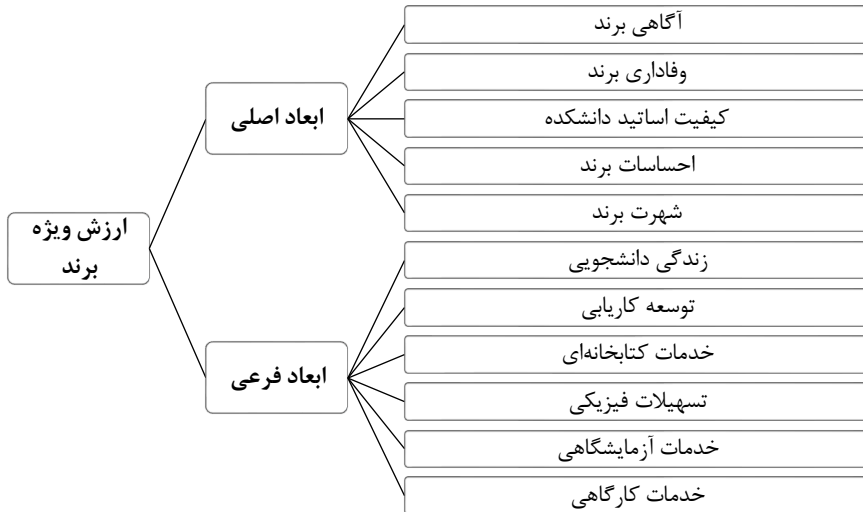 آگاهی برند
وفاداری برند
ابعاد اصلی
کیفیت اساتید دانشکده
احساسات برند
شهرت برند
ارزش ویژه
برند
زندگی دانشجویی
توسعه کاریابی
خدمات کتابخانه‌ای
ابعاد فرعی
تسهیلات فیزیکی
خدمات آزمایشگاهی
خدمات کارگاهی